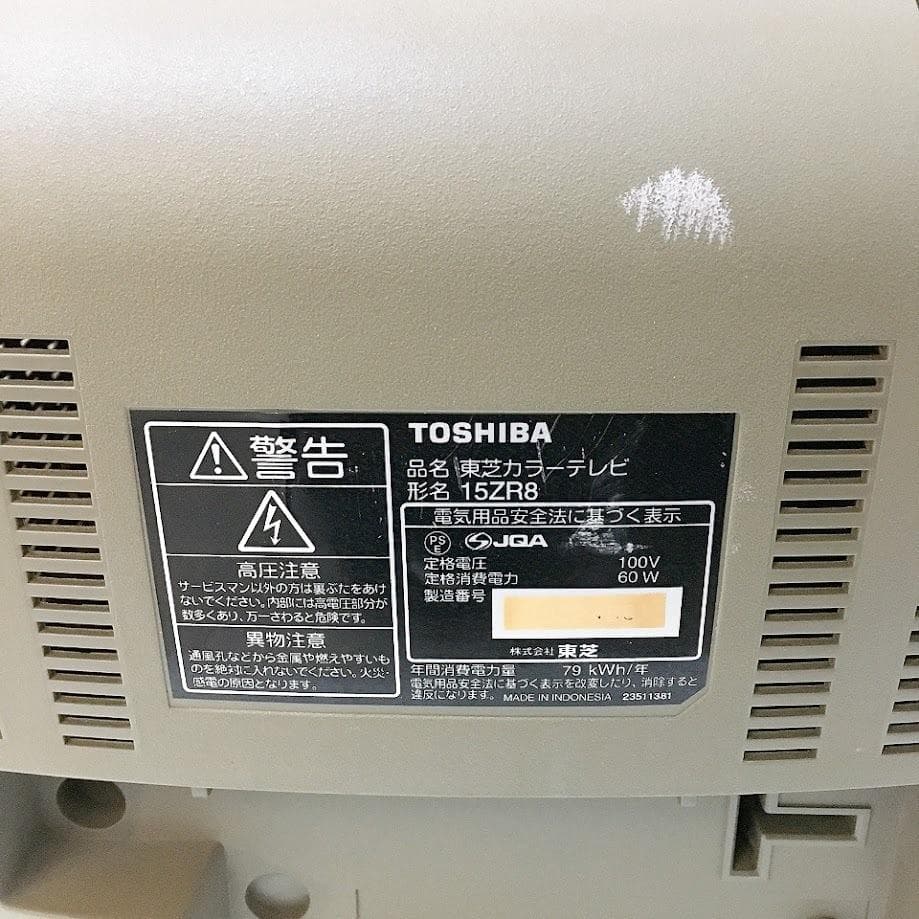 警告
高圧注意
サービスマン以外の方は裏ぶたをあけ
ないでください。内部には高電圧部分が
数多くあり、万一さわると危険です。
異物注意
通風孔などから金属や燃えやすいも
のを絶対に入れないでください。火災・
感電の原因となります。
TOSHIBA
品名 東芝カラーテレビ
形名 15ZR8
電気用品安全法に基づく表示
PS
E JQA
定格電圧 100V
定格消費電力 60W
製造番号
株式会社 東芝
年間消費電力量 79 kWh/年
電気用品安全法に基づく表示を改変したり、消除すると
違反になります。 MADE IN INDONESIA 23511381